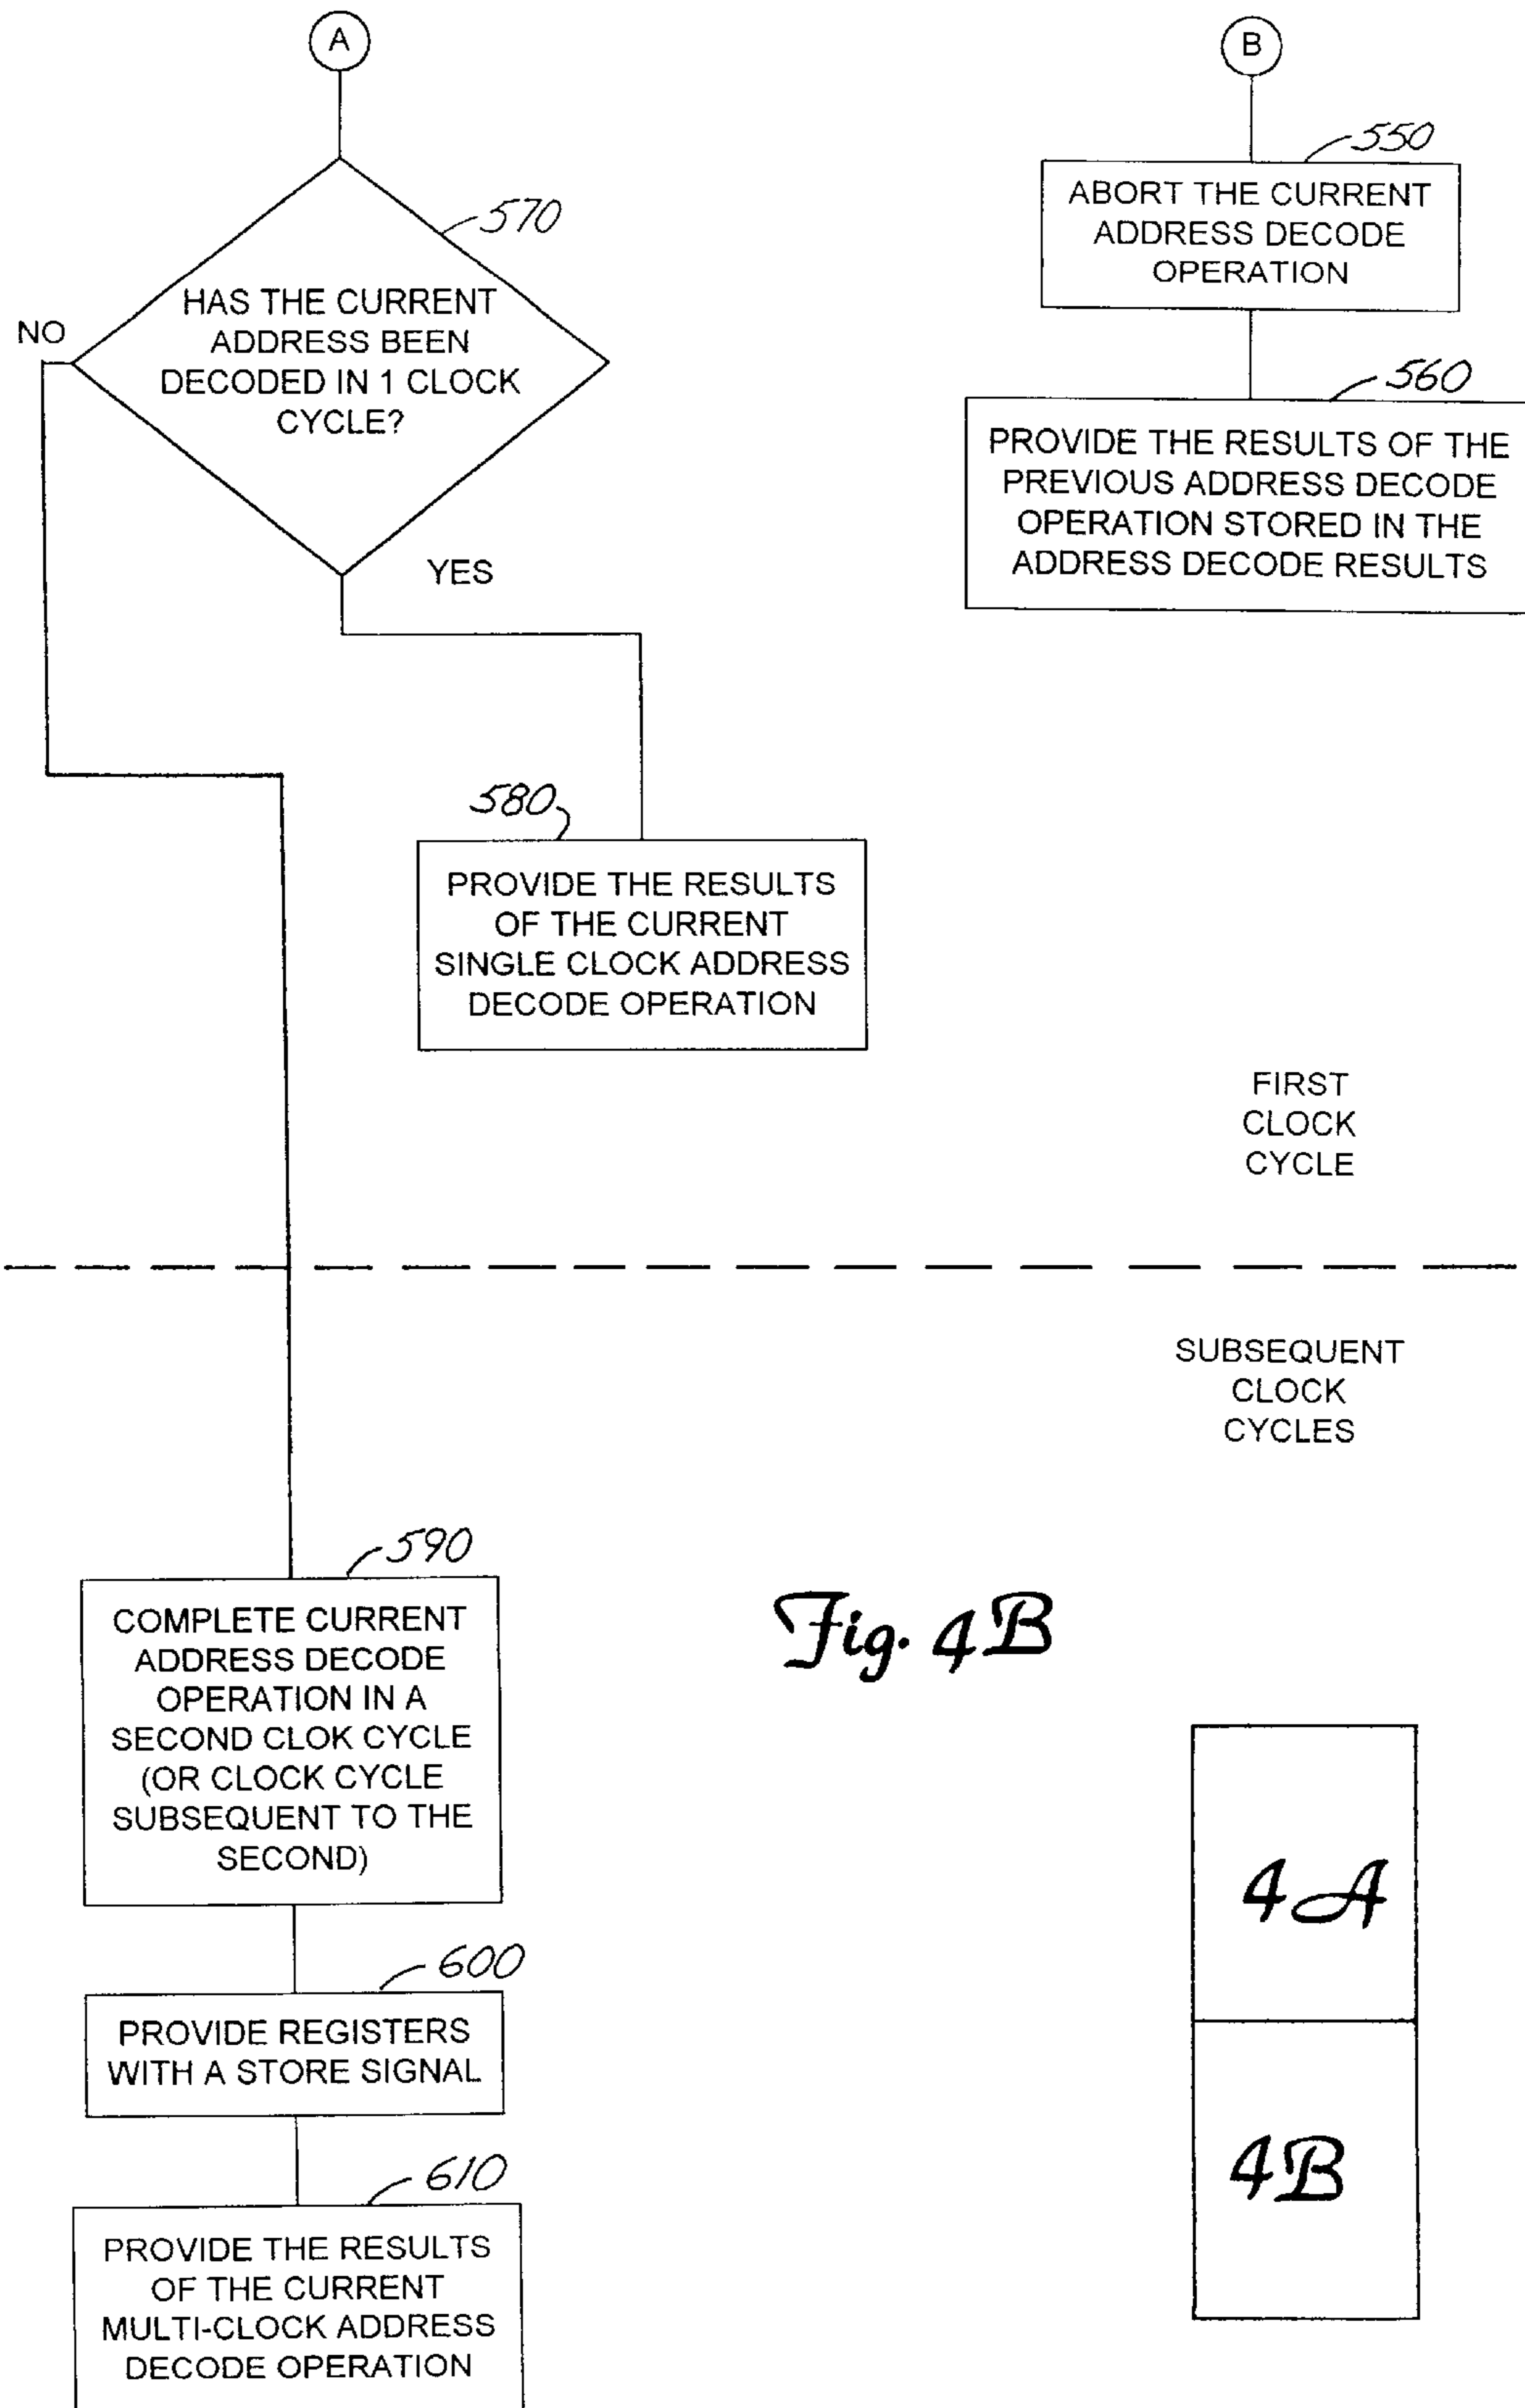 A
570
HAS THE CURRENT
ADDRESS BEEN
DECODED IN 1 CLOCK
CYCLE?
NO
YES
580
PROVIDE THE RESULTS
OF THE CURRENT
SINGLE CLOCK ADDRESS
DECODE OPERATION
B
550
ABORT THE CURRENT
ADDRESS DECODE
OPERATION
560
PROVIDE THE RESULTS OF THE
PREVIOUS ADDRESS DECODE
OPERATION STORED IN THE
ADDRESS DECODE RESULTS
FIRST
CLOCK
CYCLE
SUBSEQUENT
CLOCK
CYCLES
590
COMPLETE CURRENT
ADDRESS DECODE
OPERATION IN A
SECOND CLOK CYCLE
(OR CLOCK CYCLE
SUBSEQUENT TO THE
SECOND)
600
PROVIDE REGISTERS
WITH A STORE SIGNAL
610
PROVIDE THE RESULTS
OF THE CURRENT
MULTI-CLOCK ADDRESS
DECODE OPERATION
Fig. 4B
4A
4B